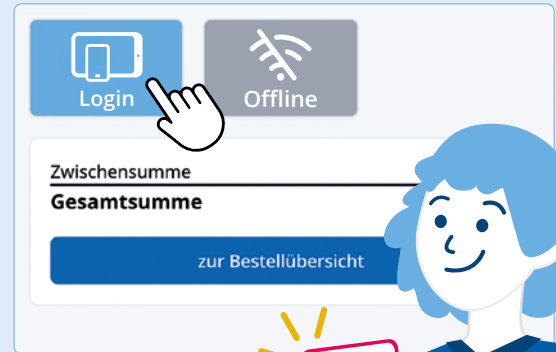 Login
Offline
Zwischensumme
Gesamtsumme
zur Bestellübersicht